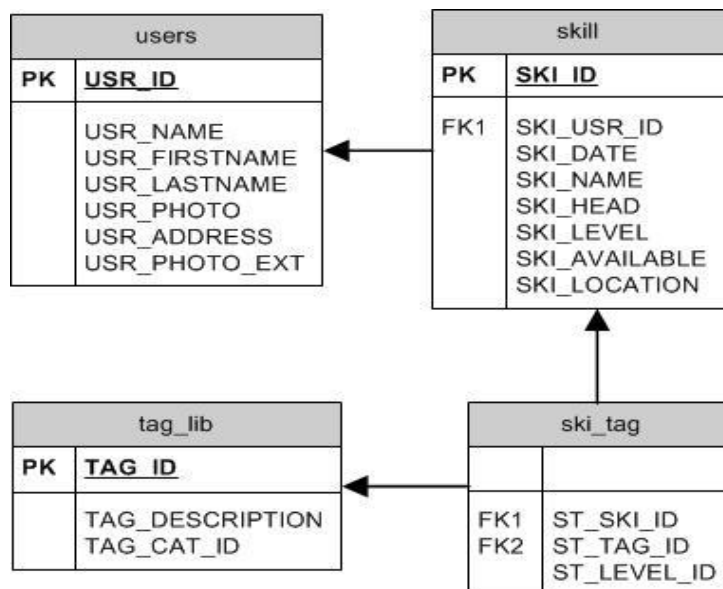 users
PK USR_ID
USR_NAME
USR_FIRSTNAME
USR_LASTNAME
USR_PHOTO
USR_ADDRESS
USR_PHOTO_EXT
skill
PK SKI_ID
FK1 SKI_USR_ID
SKI_DATE
SKI_NAME
SKI_HEAD
SKI_LEVEL
SKI_AVAILABLE
SKI_LOCATION
tag_lib
PK TAG_ID
TAG_DESCRIPTION
TAG_CAT_ID
ski_tag
FK1 ST_SKI_ID
FK2 ST_TAG_ID
ST_LEVEL_ID